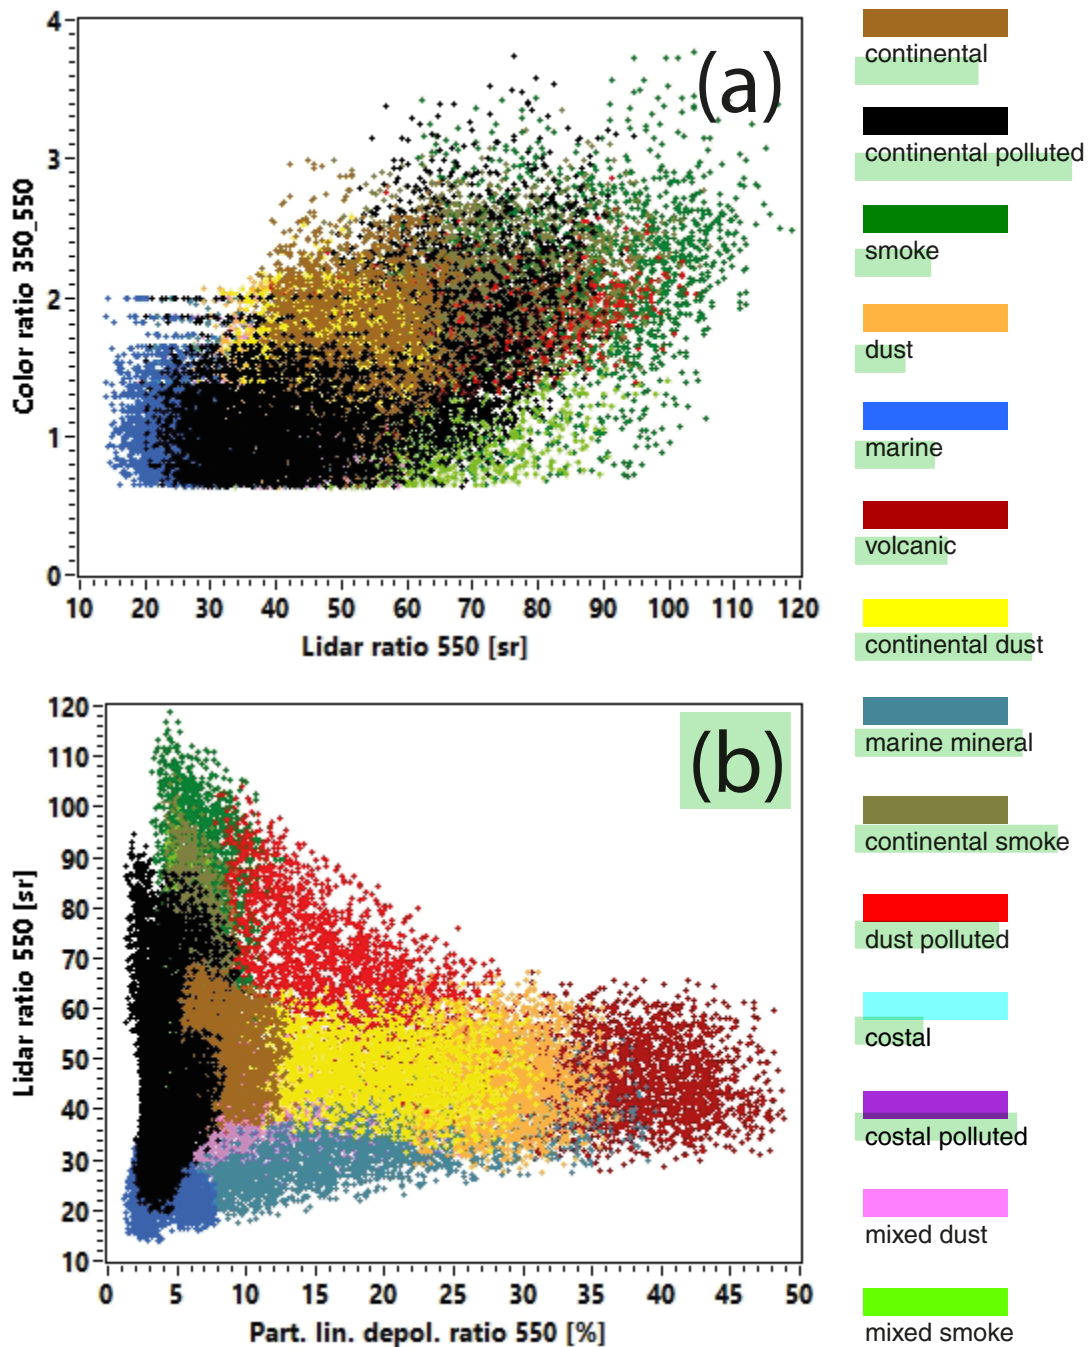 4
3
2
1
0
Color ratio 350_550
(a)
10 20 30 40 50 60 70 80 90 100 110 120
Lidar ratio 550 [sr]
120
110
100
90
80
70
60
50
40
30
20
10
Lidar ratio 550 [sr]
(b)
0 5 10 15 20 25 30 35 40 45 50
Part. lin. depol. ratio 550 [%]
continental
continental polluted
smoke
dust
marine
volcanic
continental dust
marine mineral
continental smoke
dust polluted
costal
costal polluted
mixed dust
mixed smoke